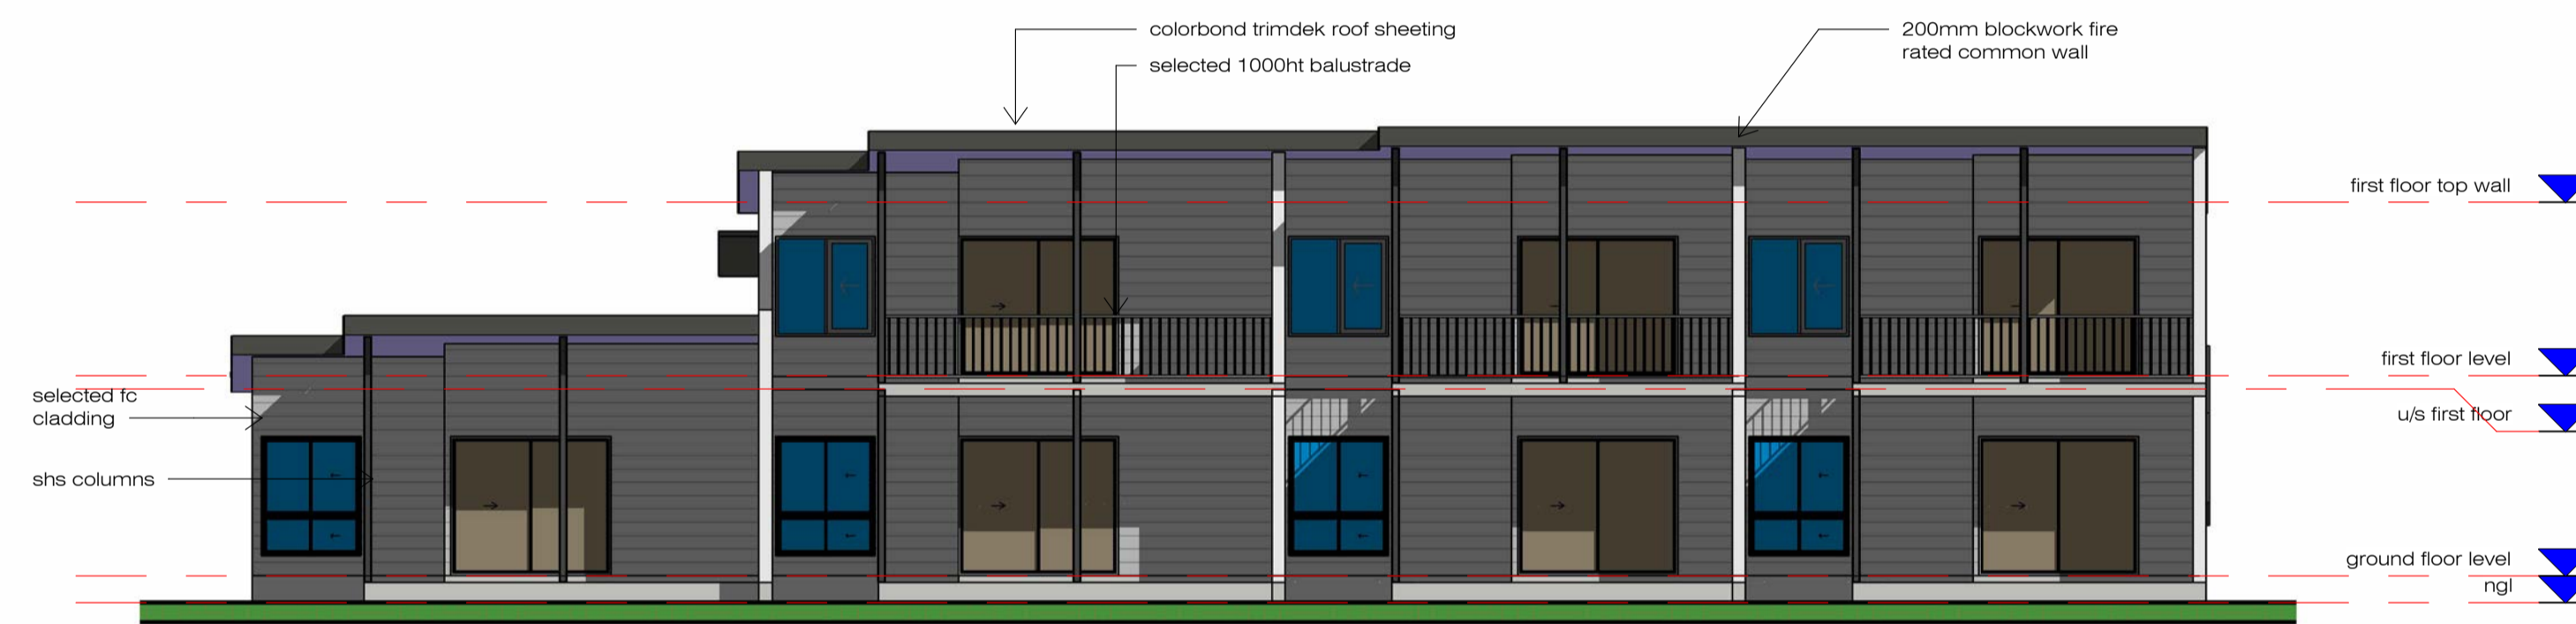 colorbond trimdek roof sheeting
selected 1000ht balustrade
200mm blockwork fire
rated common wall
first floor top wall
first floor level
selected fc
cladding
u/s first floor
shs columns
ground floor level
ngl